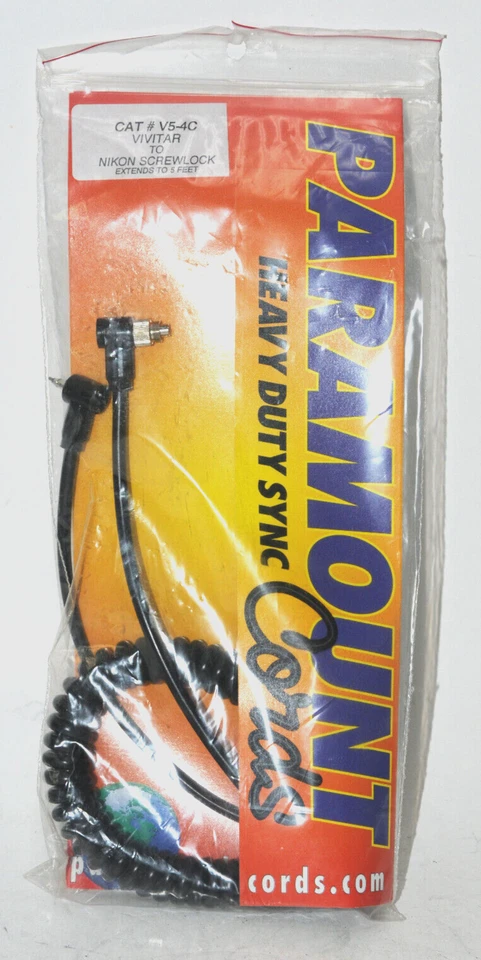 CAT # V5-4C
VIVITAR
TO
NIKON SCREWLOCK
EXTENDS TO 5 FEET
PARAMOUNT
HEAVY DUTY SYNC
Cords
p cords.com